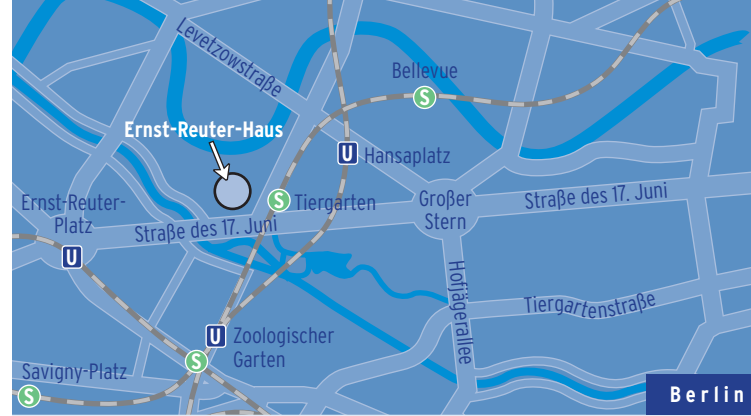 Levetzowstraße
Bellevue
S
Ernst-Reuter-Haus
U Hansaplatz
Ernst-Reuter-
Platz
U
S Tiergarten
Großer
Stern
Straße des 17. Juni
Straße des 17. Juni
Hofjägerallee
Tiergartenstraße
U Zoologischer
Garten
S
Savigny-Platz
S
Berlin